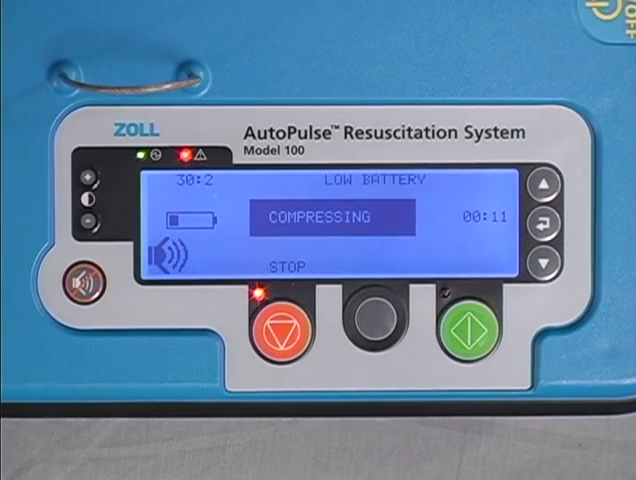 ZOLL
AutoPulse™ Resuscitation System
Model 100
30:2
LOW BATTERY
COMPRESSING
00:11
STOP